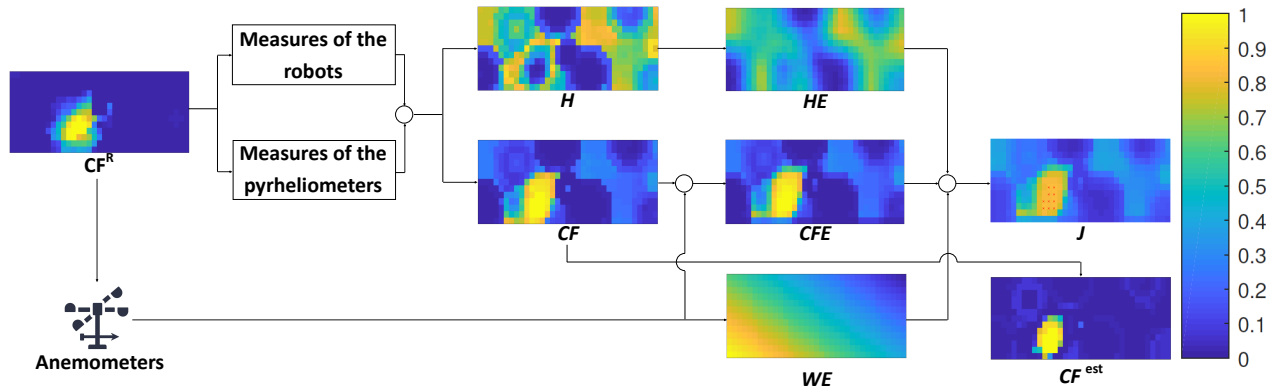 Measures of the
robots
Measures of the
pyrheliometers
CF^R
Anemometers
H
HE
CF
CFE
WE
J
CF^est
1
0.9
0.8
0.7
0.6
0.5
0.4
0.3
0.2
0.1
0